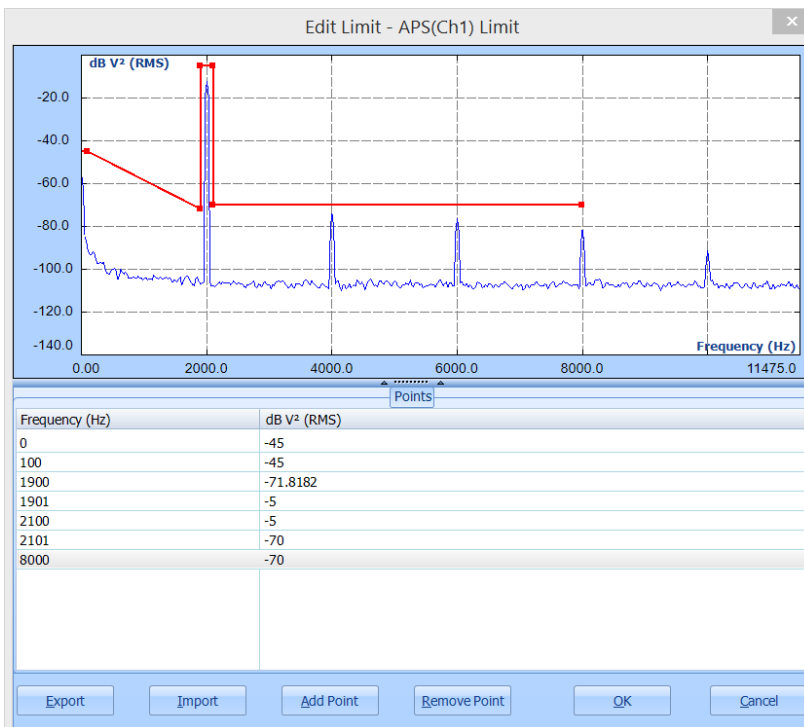 Edit Limit - APS(Ch1) Limit
×
dB V² (RMS)
-20.0
-40.0
-60.0
-80.0
-100.0
-120.0
-140.0
Frequency (Hz)
0.00 2000.0 4000.0 6000.0 8000.0 11475.0
Points
Frequency (Hz) dB V² (RMS)
0 -45
100 -45
1900 -71.8182
1901 -5
2100 -5
2101 -70
8000 -70
Export Import Add Point Remove Point OK Cancel